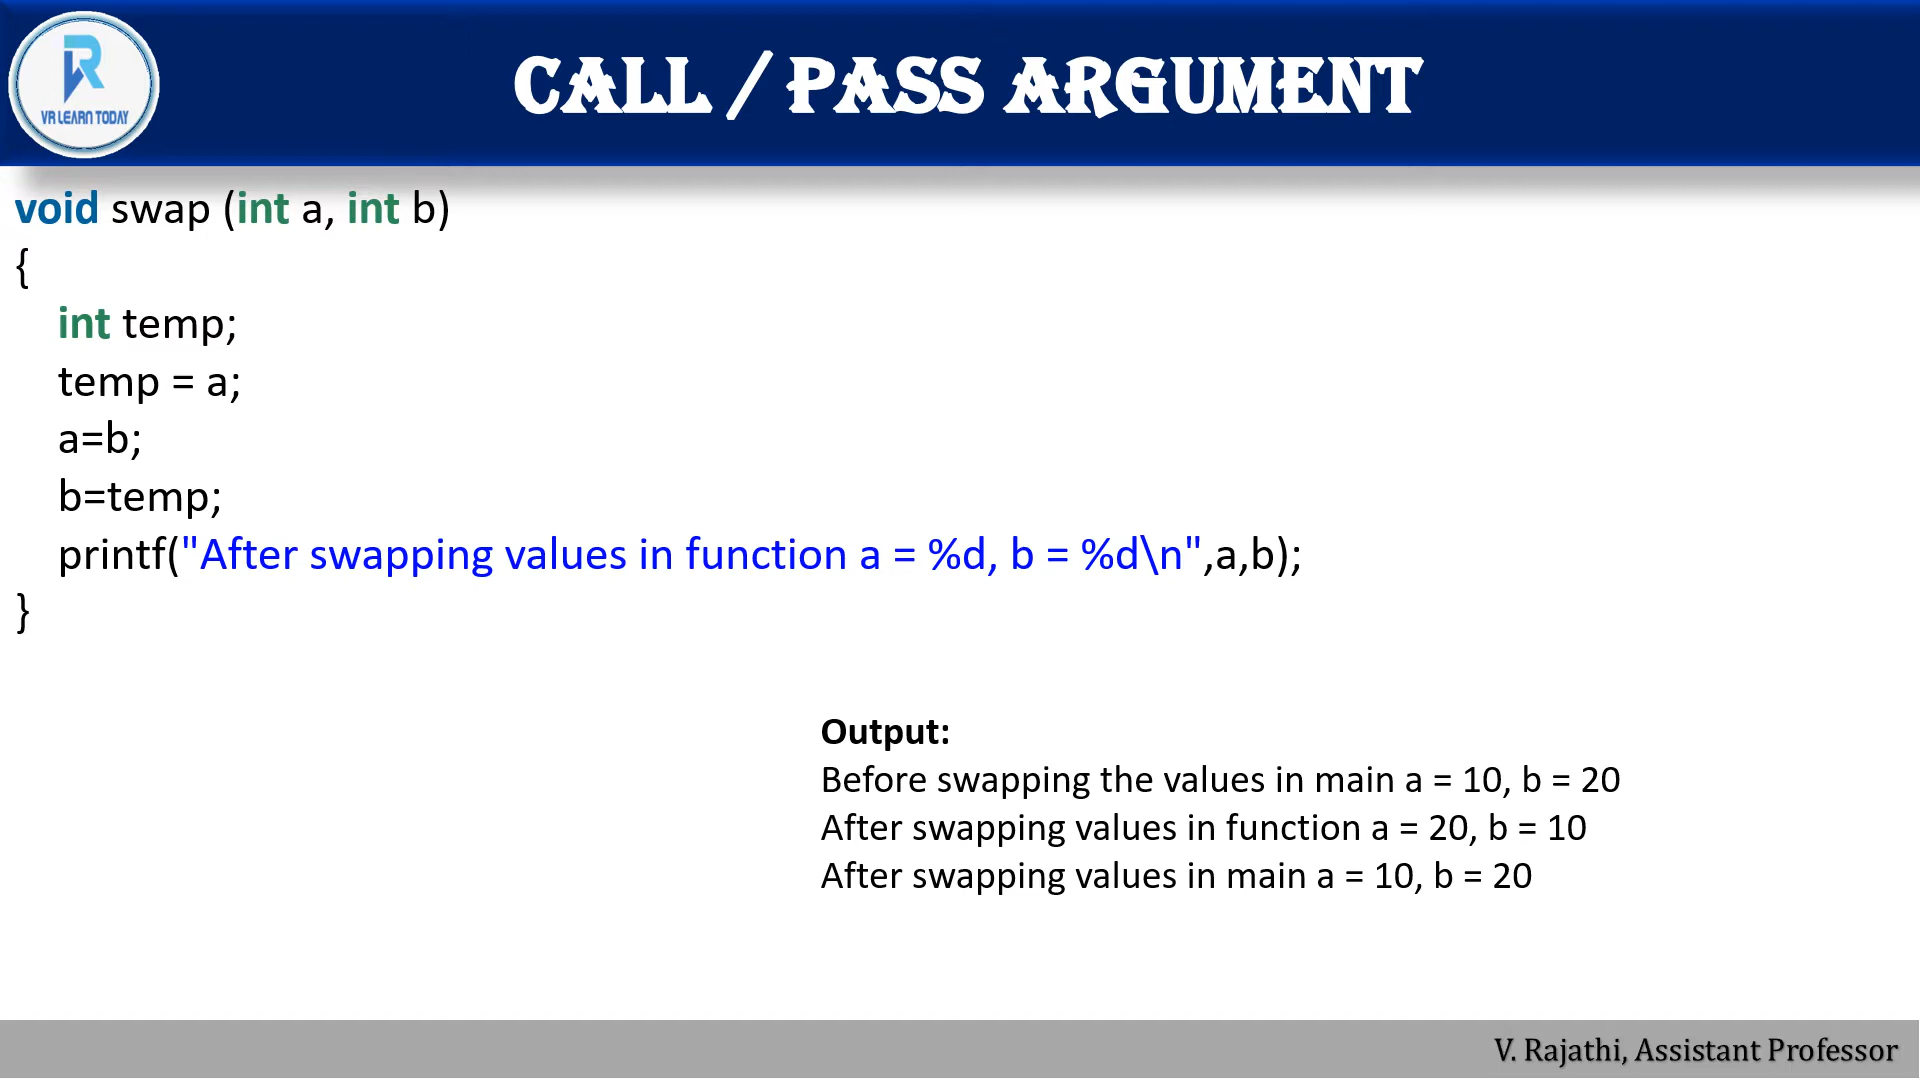 VR LEARN TODAY
CALL / PASS ARGUMENT
void swap (int a, int b)
{
int temp;
temp = a;
a=b;
b=temp;
printf("After swapping values in function a = %d, b = %d\n",a,b);
}
Output:
Before swapping the values in main a = 10, b = 20
After swapping values in function a = 20, b = 10
After swapping values in main a = 10, b = 20
V. Rajathi, Assistant Professor